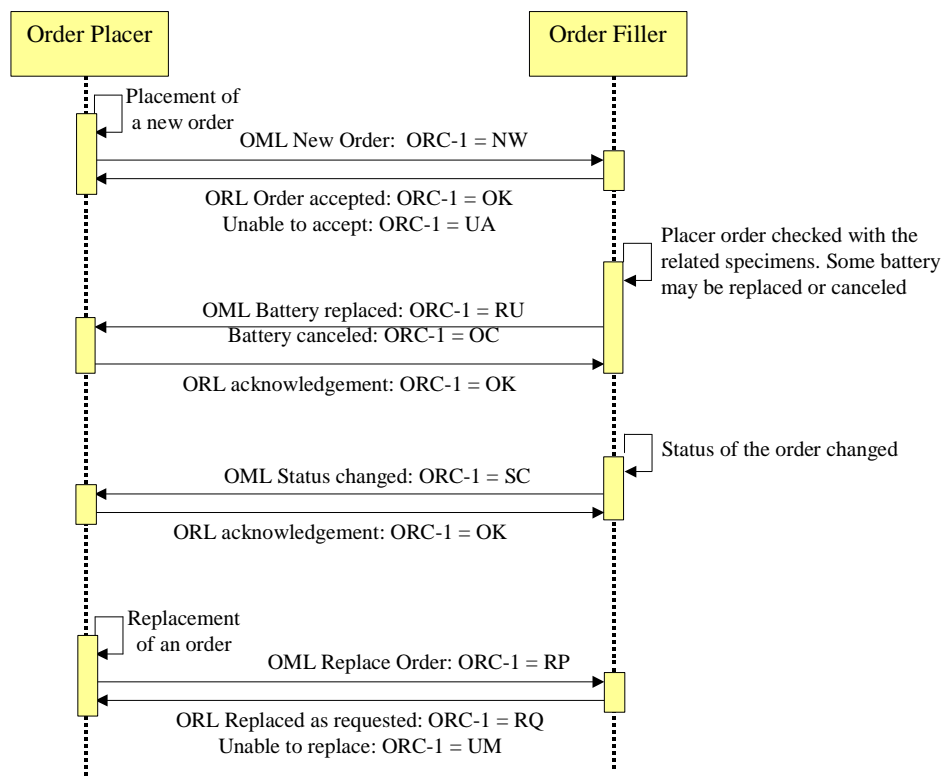 Order Placer
Order Filler
Placement of
a new order
OML New Order: ORC-1 = NW
ORL Order accepted: ORC-1 = OK
Unable to accept: ORC-1 = UA
Placer order checked with the
related specimens. Some battery
may be replaced or canceled
OML Battery replaced: ORC-1 = RU
Battery canceled: ORC-1 = OC
ORL acknowledgement: ORC-1 = OK
Status of the order changed
OML Status changed: ORC-1 = SC
ORL acknowledgement: ORC-1 = OK
Replacement
of an order
OML Replace Order: ORC-1 = RP
ORL Replaced as requested: ORC-1 = RQ
Unable to replace: ORC-1 = UM